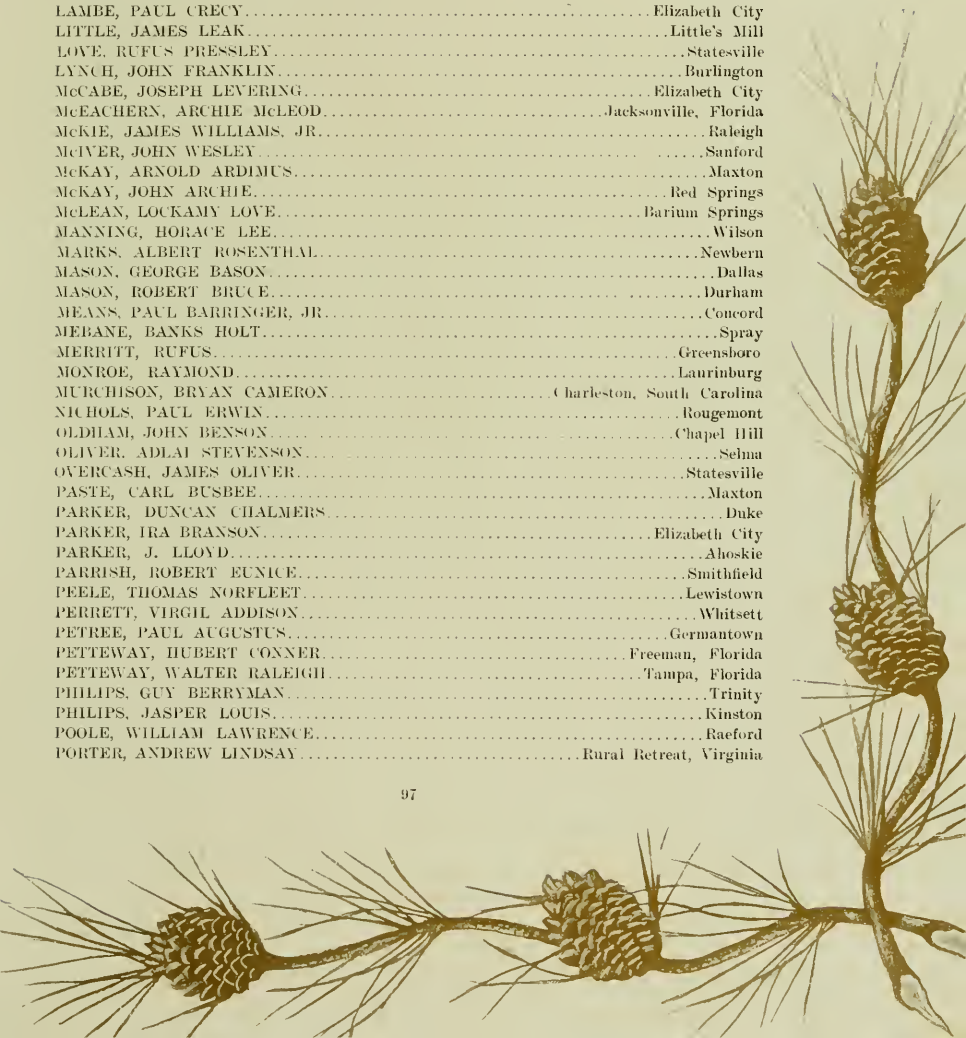 LAMBE, PAUL CRECY.......... Elizabeth City
LITTLE, JAMES LEAK.......... Little's Mill
LOVE, RUFUS PRESSLEY.......... Statesville
LYNCH, JOHN FRANKLIN.......... Burlington
McCABE, JOSEPH LEVERING.......... Elizabeth City
McEACHERN, ARCHIE McLEOD.......... Jacksonville, Florida
McKIE, JAMES WILLIAMS, JR.......... Raleigh
McIVER, JOHN WESLEY.......... Sanford
McKAY, ARNOLD ARDIMUS.......... Maxton
McKAY, JOHN ARCHIE.......... Red Springs
McLEAN, LOCKAMY LOVE.......... Barium Springs
MANNING, HORACE LEE.......... Wilson
MARKS, ALBERT ROSENTHAL.......... Newbern
MASON, GEORGE BASON.......... Dallas
MASON, ROBERT BRUCE.......... Durham
MEANS, PAUL BARRINGER, JR.......... Concord
MEBANE, BANKS HOLT.......... Spray
MERRITT, RUFUS.......... Greensboro
MONROE, RAYMOND.......... Laurinburg
MURCHISON, BRYAN CAMERON.......... Charleston, South Carolina
NICHOLS, PAUL ERWIN.......... Rougemont
OLDHAM, JOHN BENSON.......... Chapel Hill
OLIVER, ADLAI STEVENSON.......... Selma
OVERCASH, JAMES OLIVER.......... Statesville
PASTE, CARL BUSBEE.......... Maxton
PARKER, DUNCAN CHALMERS.......... Duke
PARKER, IRA BRANSON.......... Elizabeth City
PARKER, J. LLOYD.......... Ahoskie
PARRISH, ROBERT EUNICE.......... Smithfield
PEELE, THOMAS NORFLEET.......... Lewistown
PERRETT, VIRGIL ADDISON.......... Whitsett
PETREE, PAUL AUGUSTUS.......... Germantown
PETTEWAY, HUBERT CONNER.......... Freeman, Florida
PETTEWAY, WALTER RALEIGH.......... Tampa, Florida
PHILIPS, GUY BERRYMAN.......... Trinity
PHILIPS, JASPER LOUIS.......... Kinston
POOLE, WILLIAM LAWRENCE.......... Raeford
PORTER, ANDREW LINDSAY.......... Rural Retreat, Virginia
97